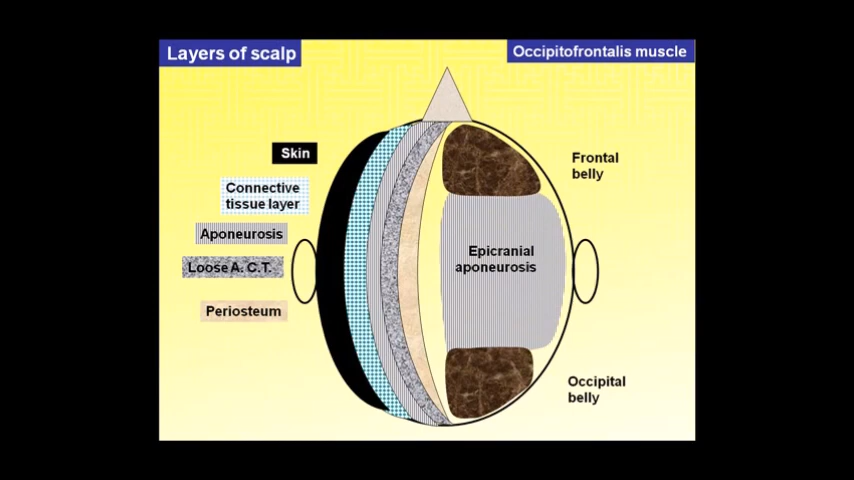 Layers of scalp
Occipitofrontalis muscle
Skin
Connective
tissue layer
Aponeurosis
Loose A. C.T.
Periosteum
Frontal
belly
Epicranial
aponeurosis
Occipital
belly